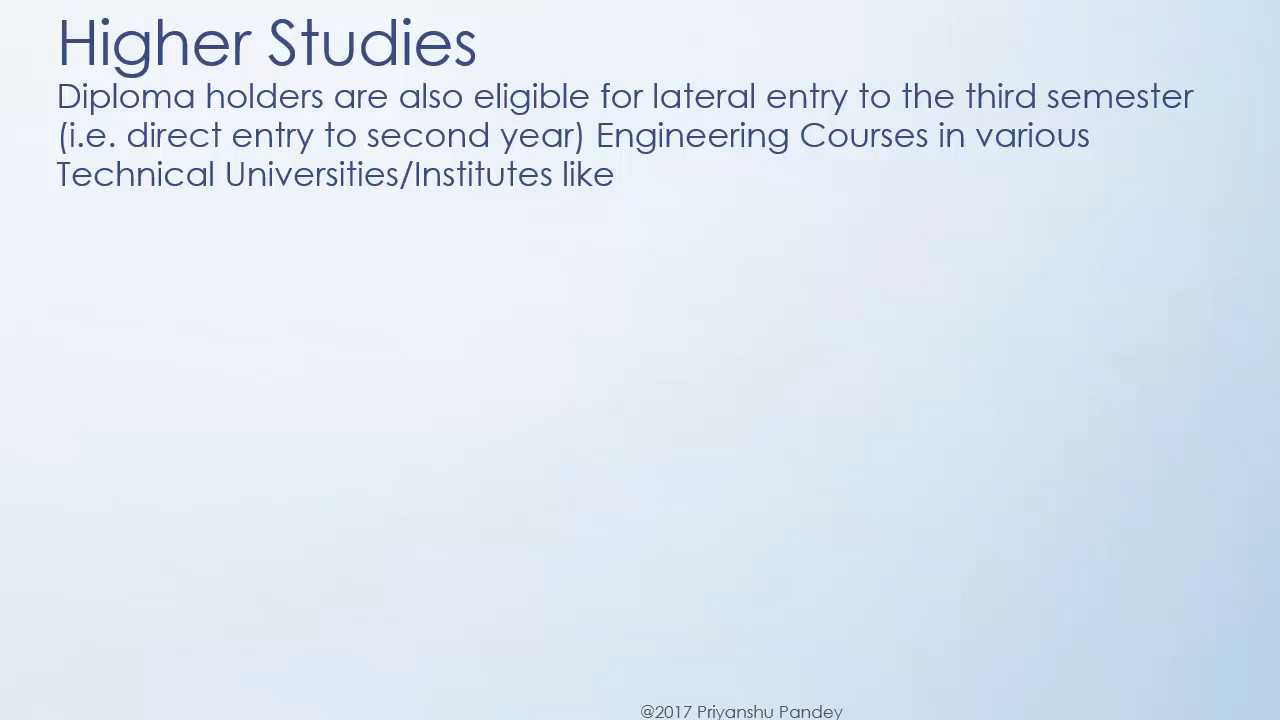 Higher Studies
Diploma holders are also eligible for lateral entry to the third semester
(i.e. direct entry to second year) Engineering Courses in various
Technical Universities/Institutes like
@2017 Priyanshu Pandey